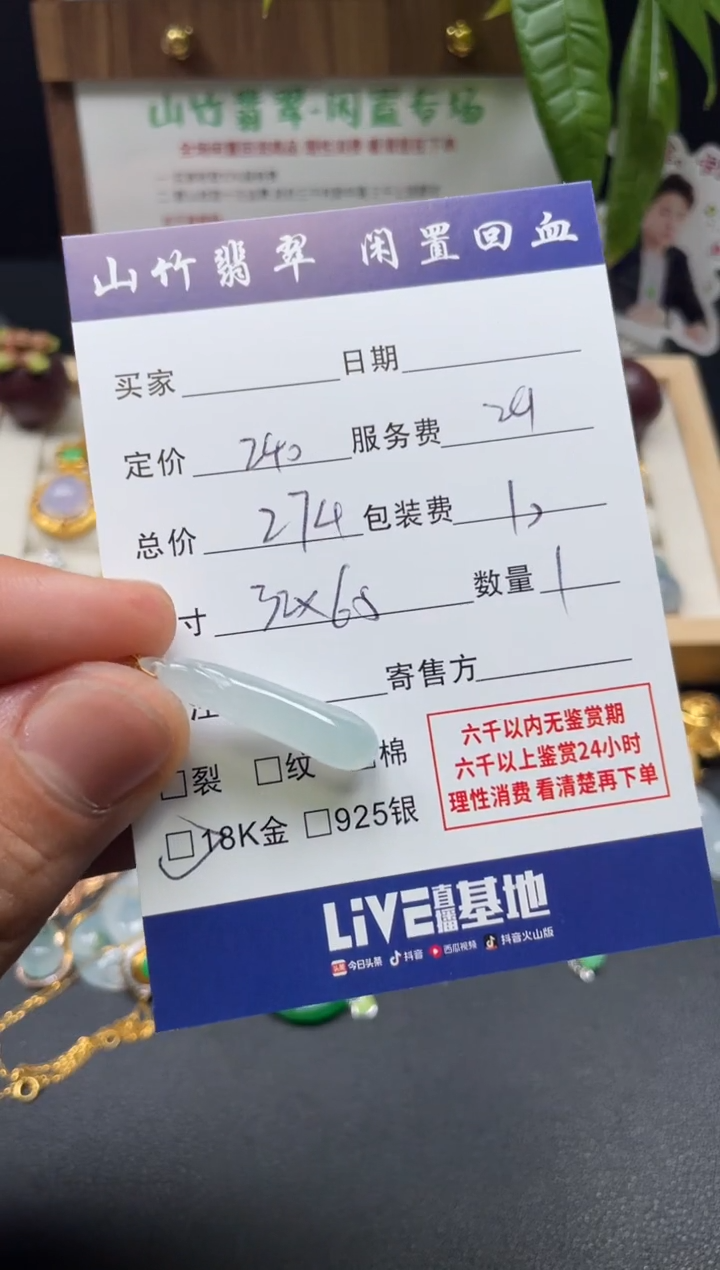 山竹翡翠·闲置专场
山竹翡翠 闲置回血
买家 日期
定价 240 服务费 24
总价 274 包装费 10
寸 32×68 数量 1
寄售方
裂 纹 棉
18K金 925银
六千以内无鉴赏期
六千以上鉴赏24小时
理性消费 看清楚再下单
LiVE直播基地
头条 今日头条 抖音 西瓜视频 抖音火山版